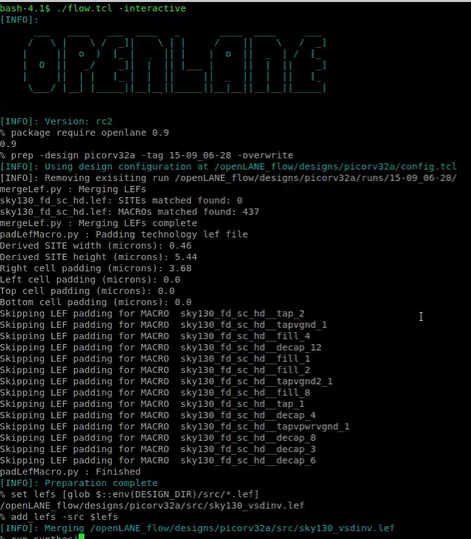 bash-4.1$ ./flow.tcl -interactive
[INFO]:
OPENLANE
[INFO]: Version: rc2
% package require openlane 0.9
0.9
% prep -design picorv32a -tag 15-09_06-28 -overwrite
[INFO]: Using design configuration at /openLANE_flow/designs/picorv32a/config.tcl
[INFO]: Removing exisiting run /openLANE_flow/designs/picorv32a/runs/15-09_06-28/
mergeLef.py : Merging LEFs
sky130_fd_sc_hd.lef: SITEs matched found: 0
sky130_fd_sc_hd.lef: MACROs matched found: 437
mergeLef.py : Merging LEFs complete
padLefMacro.py : Padding technology lef file
Derived SITE width (microns): 0.46
Derived SITE height (microns): 5.44
Right cell padding (microns): 3.68
Left cell padding (microns): 0.0
Top cell padding (microns): 0.0
Bottom cell padding (microns): 0.0
Skipping LEF padding for MACRO  sky130_fd_sc_hd__tap_2
Skipping LEF padding for MACRO  sky130_fd_sc_hd__tapvgnd_1
Skipping LEF padding for MACRO  sky130_fd_sc_hd__fill_4
Skipping LEF padding for MACRO  sky130_fd_sc_hd__decap_12
Skipping LEF padding for MACRO  sky130_fd_sc_hd__fill_1
Skipping LEF padding for MACRO  sky130_fd_sc_hd__fill_2
Skipping LEF padding for MACRO  sky130_fd_sc_hd__tapvgnd2_1
Skipping LEF padding for MACRO  sky130_fd_sc_hd__fill_8
Skipping LEF padding for MACRO  sky130_fd_sc_hd__tap_1
Skipping LEF padding for MACRO  sky130_fd_sc_hd__decap_4
Skipping LEF padding for MACRO  sky130_fd_sc_hd__tapvpwrvgnd_1
Skipping LEF padding for MACRO  sky130_fd_sc_hd__decap_8
Skipping LEF padding for MACRO  sky130_fd_sc_hd__decap_3
Skipping LEF padding for MACRO  sky130_fd_sc_hd__decap_6
padLefMacro.py : Finished
[INFO]: Preparation complete
% set lefs [glob $::env(DESIGN_DIR)/src/*.lef]
/openLANE_flow/designs/picorv32a/src/sky130_vsdinv.lef
% add_lefs -src $lefs
[INFO]: Merging /openLANE_flow/designs/picorv32a/src/sky130_vsdinv.lef
% run_synthesi